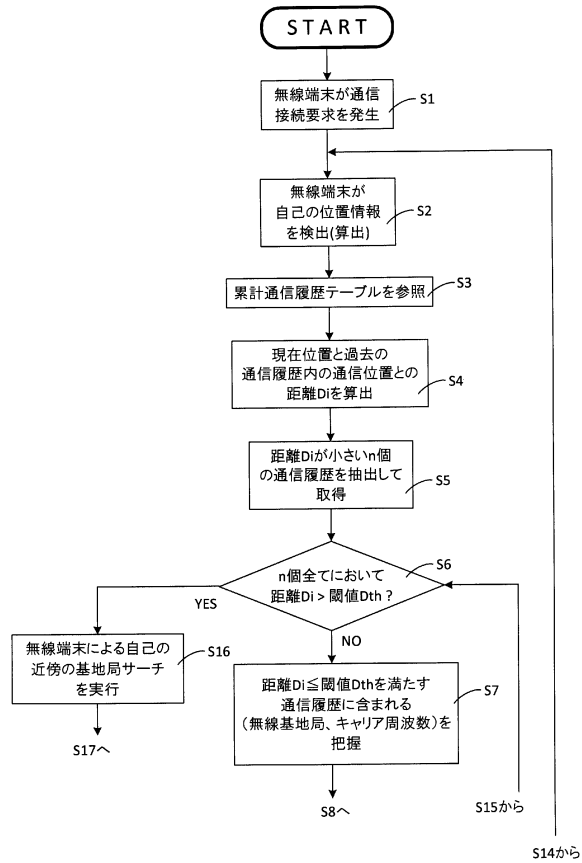 START
無線端末が通信
接続要求を発生
S1
無線端末が
自己の位置情報
を検出(算出)
S2
累計通信履歴テーブルを参照
S3
現在位置と過去の
通信履歴内の通信位置との
距離Diを算出
S4
距離Diが小さいn個
の通信履歴を抽出して
取得
S5
n個全てにおいて
距離Di＞閾値Dth？
S6
YES
NO
無線端末による自己の
近傍の基地局サーチ
を実行
S16
S17へ
距離Di≦閾値Dthを満たす
通信履歴に含まれる
（無線基地局、キャリア周波数）を
把握
S7
S8へ
S15から
S14から